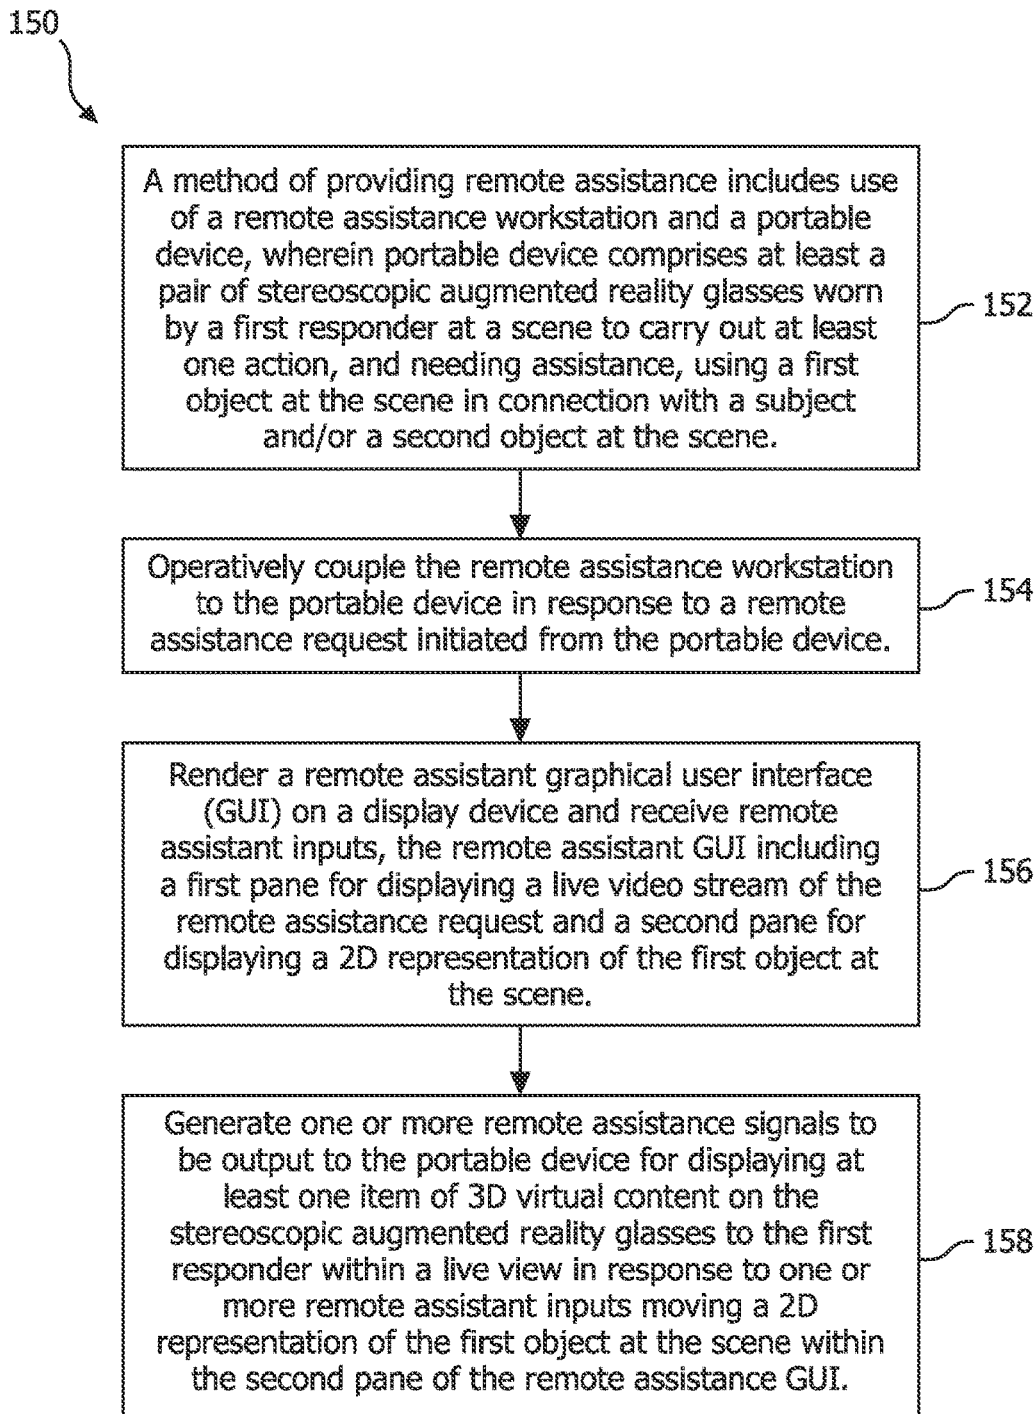 150
A method of providing remote assistance includes use
of a remote assistance workstation and a portable
device, wherein portable device comprises at least a
pair of stereoscopic augmented reality glasses worn
by a first responder at a scene to carry out at least
one action, and needing assistance, using a first
object at the scene in connection with a subject
and/or a second object at the scene.
152
Operatively couple the remote assistance workstation
to the portable device in response to a remote
assistance request initiated from the portable device.
154
Render a remote assistant graphical user interface
(GUI) on a display device and receive remote
assistant inputs, the remote assistant GUI including
a first pane for displaying a live video stream of the
remote assistance request and a second pane for
displaying a 2D representation of the first object at
the scene.
156
Generate one or more remote assistance signals to
be output to the portable device for displaying at
least one item of 3D virtual content on the
stereoscopic augmented reality glasses to the first
responder within a live view in response to one or
more remote assistant inputs moving a 2D
representation of the first object at the scene within
the second pane of the remote assistance GUI.
158